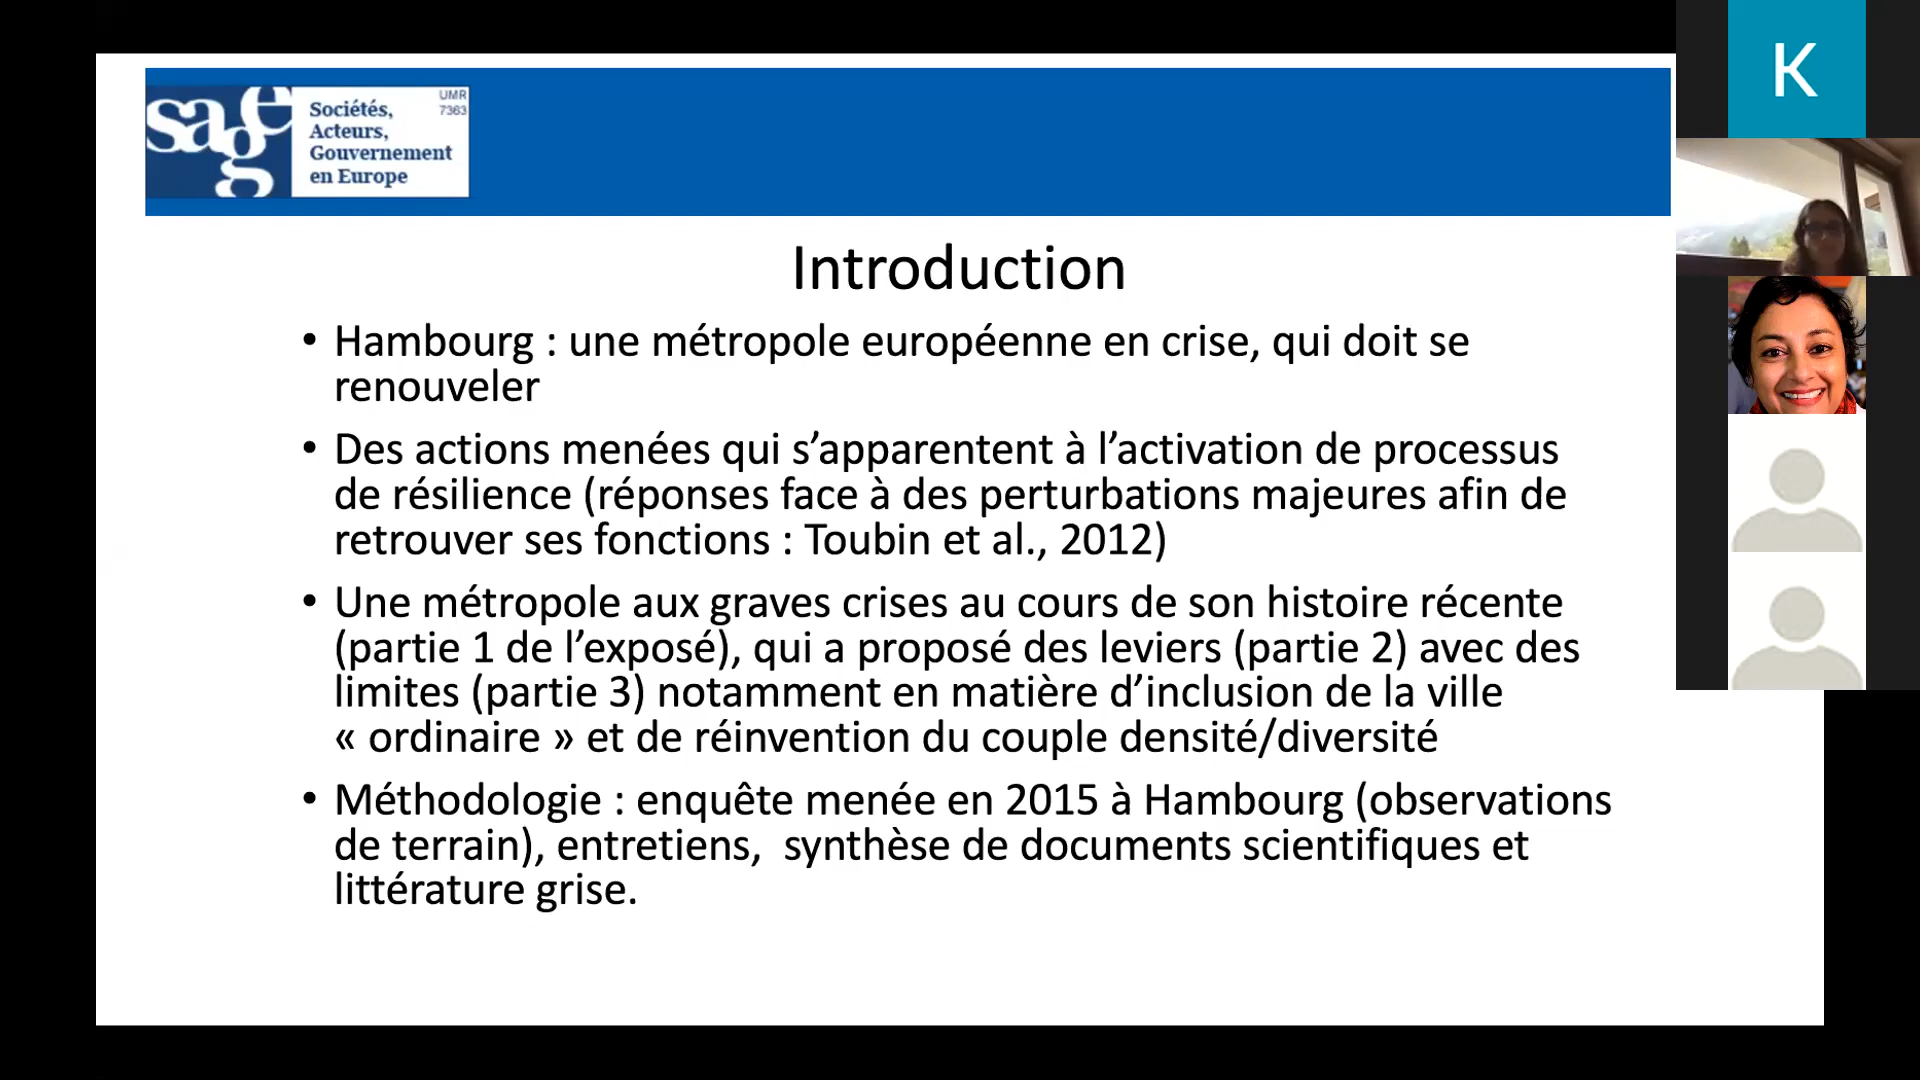 sage
Sociétés,
Acteurs,
Gouvernement
en Europe
UMR
7363
K
Introduction
• Hambourg : une métropole européenne en crise, qui doit se
renouveler
• Des actions menées qui s’apparentent à l’activation de processus
de résilience (réponses face à des perturbations majeures afin de
retrouver ses fonctions : Toubin et al., 2012)
• Une métropole aux graves crises au cours de son histoire récente
(partie 1 de l’exposé), qui a proposé des leviers (partie 2) avec des
limites (partie 3) notamment en matière d’inclusion de la ville
« ordinaire » et de réinvention du couple densité/diversité
• Méthodologie : enquête menée en 2015 à Hambourg (observations
de terrain), entretiens,  synthèse de documents scientifiques et
littérature grise.